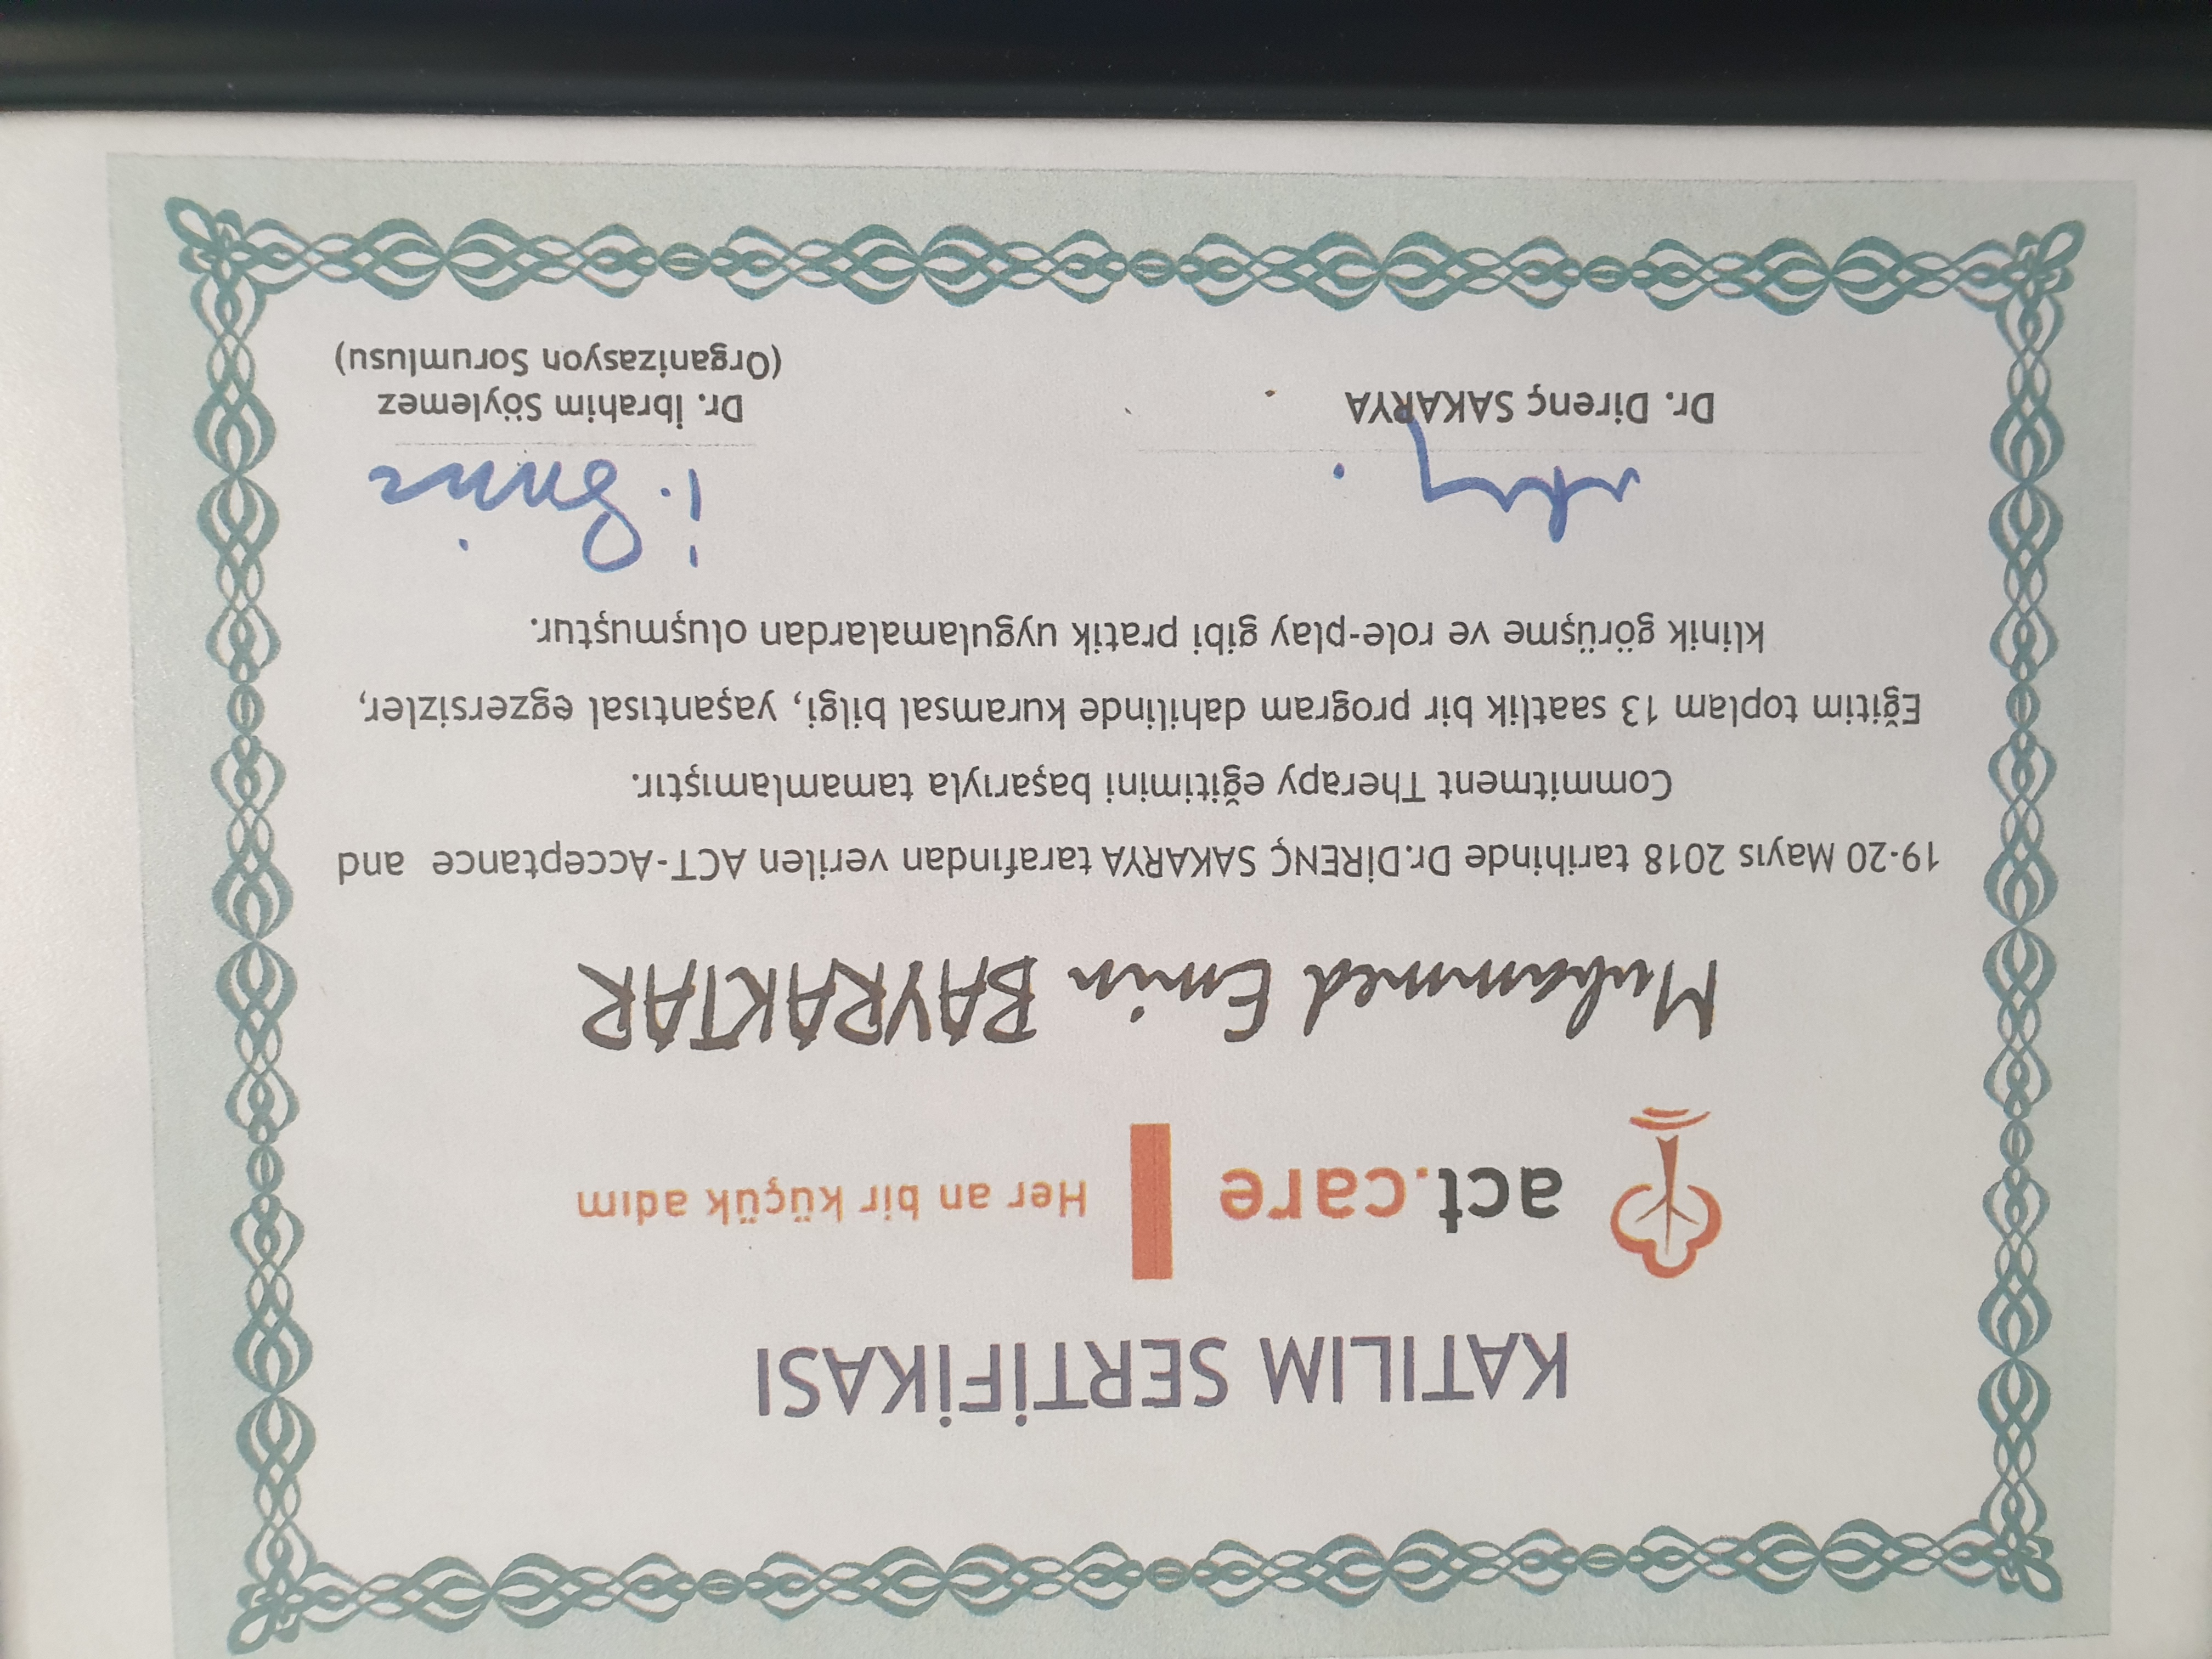 KATILIM SERTİFİKASI
act.care Her an bir küçük adım
Muhammed Emin BAYRAKTAR
19-20 Mayıs 2018 tarihinde Dr.DİRENÇ SAKARYA tarafından verilen ACT-Acceptance and
Commitment Therapy eğitimini başarıyla tamamlamıştır.
Eğitim toplam 13 saatlik bir program dahilinde kuramsal bilgi, yaşantısal egzersizler,
klinik görüşme ve role-play gibi pratik uygulamalardan oluşmuştur.
Dr. Direnç SAKARYA
Dr. İbrahim Söylemez
(Organizasyon Sorumlusu)